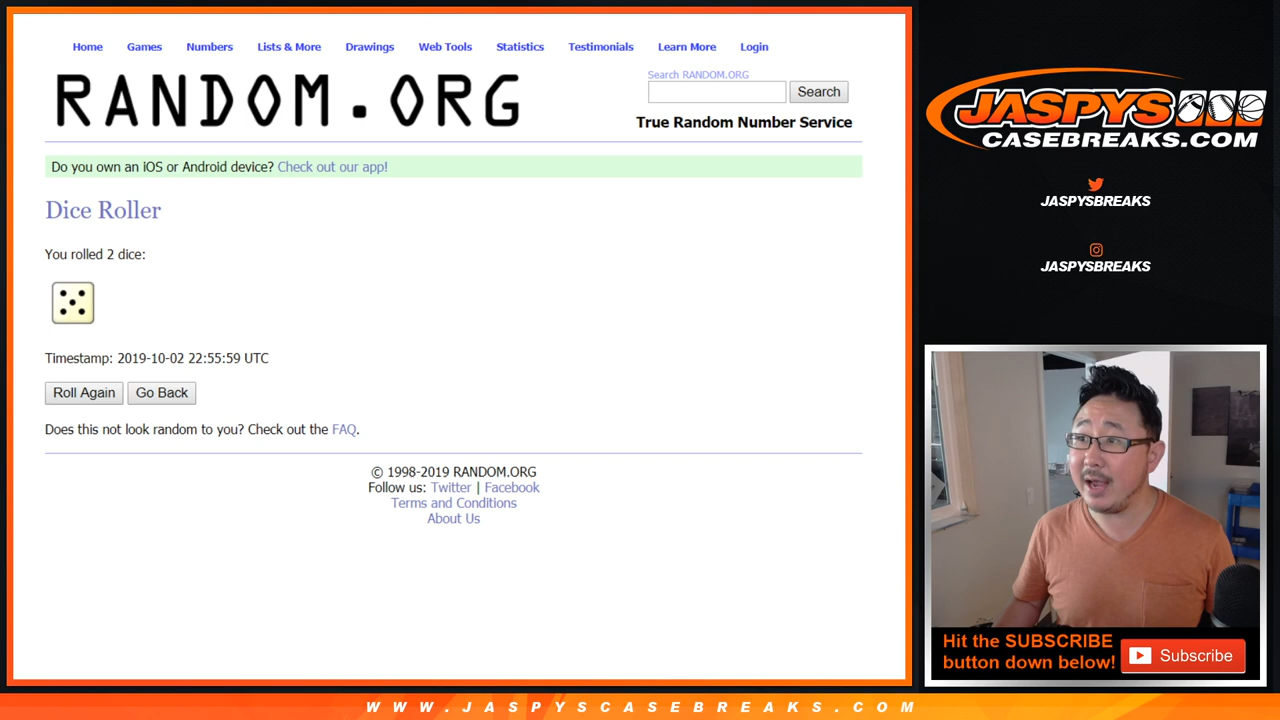 Home Games Numbers Lists & More Drawings Web Tools Statistics Testimonials Learn More Login
RANDOM.ORG
Search RANDOM.ORG
Search
True Random Number Service
Do you own an iOS or Android device? Check out our app!
Dice Roller
You rolled 2 dice:
Timestamp: 2019-10-02 22:55:59 UTC
Roll Again Go Back
Does this not look random to you? Check out the FAQ.
© 1998-2019 RANDOM.ORG
Follow us: Twitter | Facebook
Terms and Conditions
About Us
JASPYS
CASEBREAKS.COM
JASPYSBREAKS
JASPYSBREAKS
Hit the SUBSCRIBE
button down below!
Subscribe
WWW.JASPYSCASEBREAKS.COM